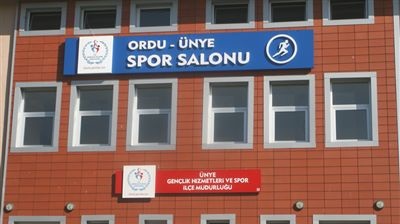 ORDU - ÜNYE
SPOR SALONU
ÜNYE
GENÇLİK HİZMETLERİ VE SPOR
İLÇE MÜDÜRLÜĞÜ